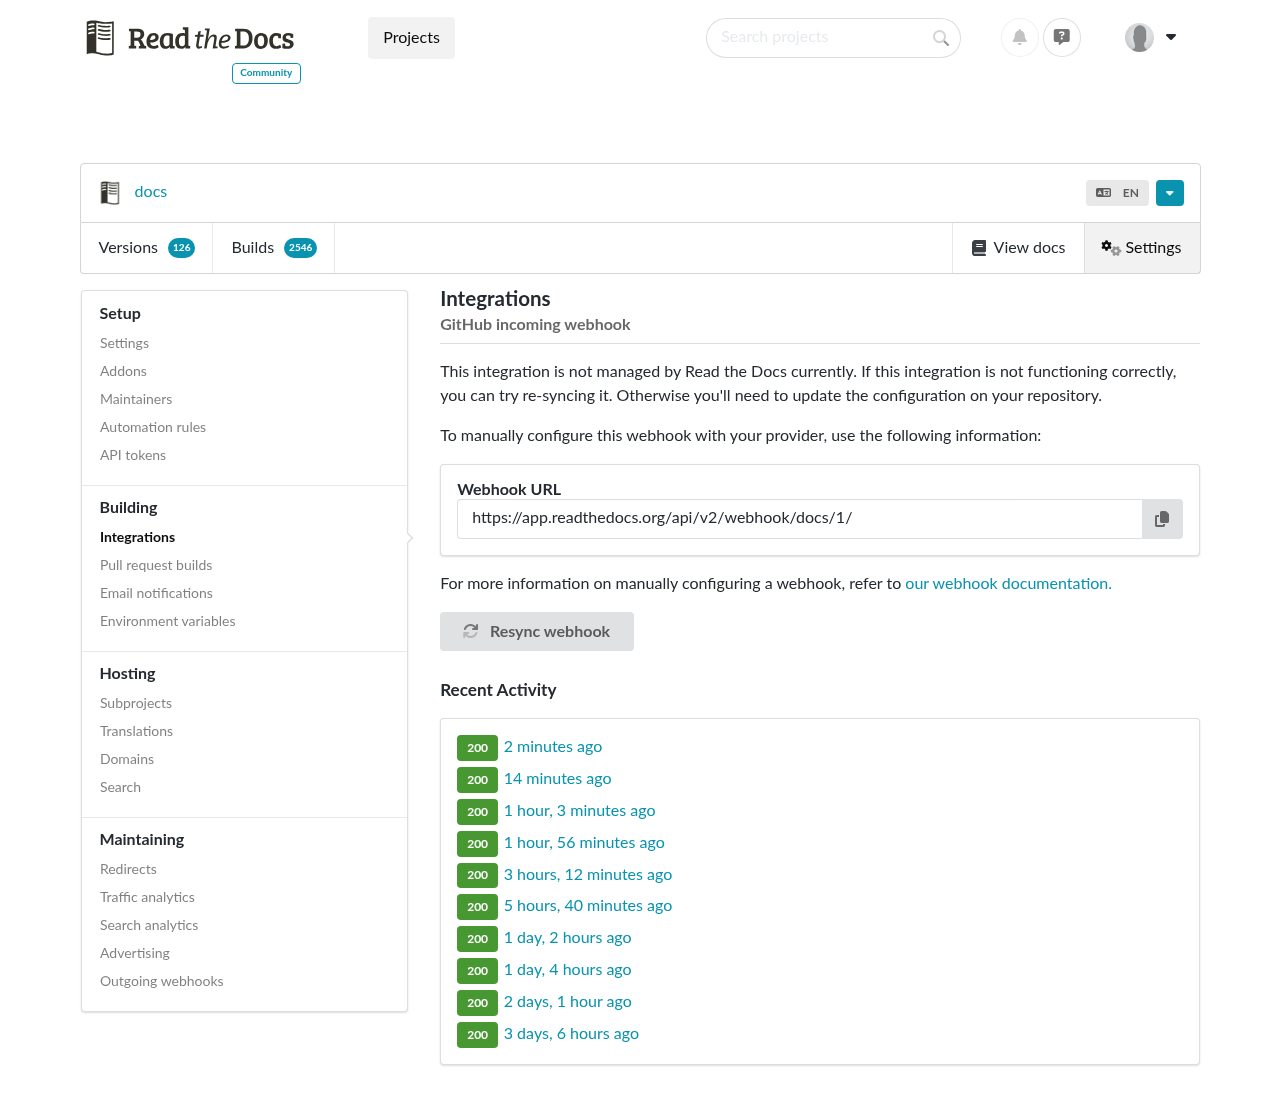 Read the Docs
Community
Projects
Search projects
docs
EN
Versions 126
Builds 2546
View docs
Settings
Setup
Settings
Addons
Maintainers
Automation rules
API tokens
Building
Integrations
Pull request builds
Email notifications
Environment variables
Hosting
Subprojects
Translations
Domains
Search
Maintaining
Redirects
Traffic analytics
Search analytics
Advertising
Outgoing webhooks
Integrations
GitHub incoming webhook
This integration is not managed by Read the Docs currently. If this integration is not functioning correctly,
you can try re-syncing it. Otherwise you'll need to update the configuration on your repository.
To manually configure this webhook with your provider, use the following information:
Webhook URL
https://app.readthedocs.org/api/v2/webhook/docs/1/
For more information on manually configuring a webhook, refer to our webhook documentation.
Resync webhook
Recent Activity
200 2 minutes ago
200 14 minutes ago
200 1 hour, 3 minutes ago
200 1 hour, 56 minutes ago
200 3 hours, 12 minutes ago
200 5 hours, 40 minutes ago
200 1 day, 2 hours ago
200 1 day, 4 hours ago
200 2 days, 1 hour ago
200 3 days, 6 hours ago